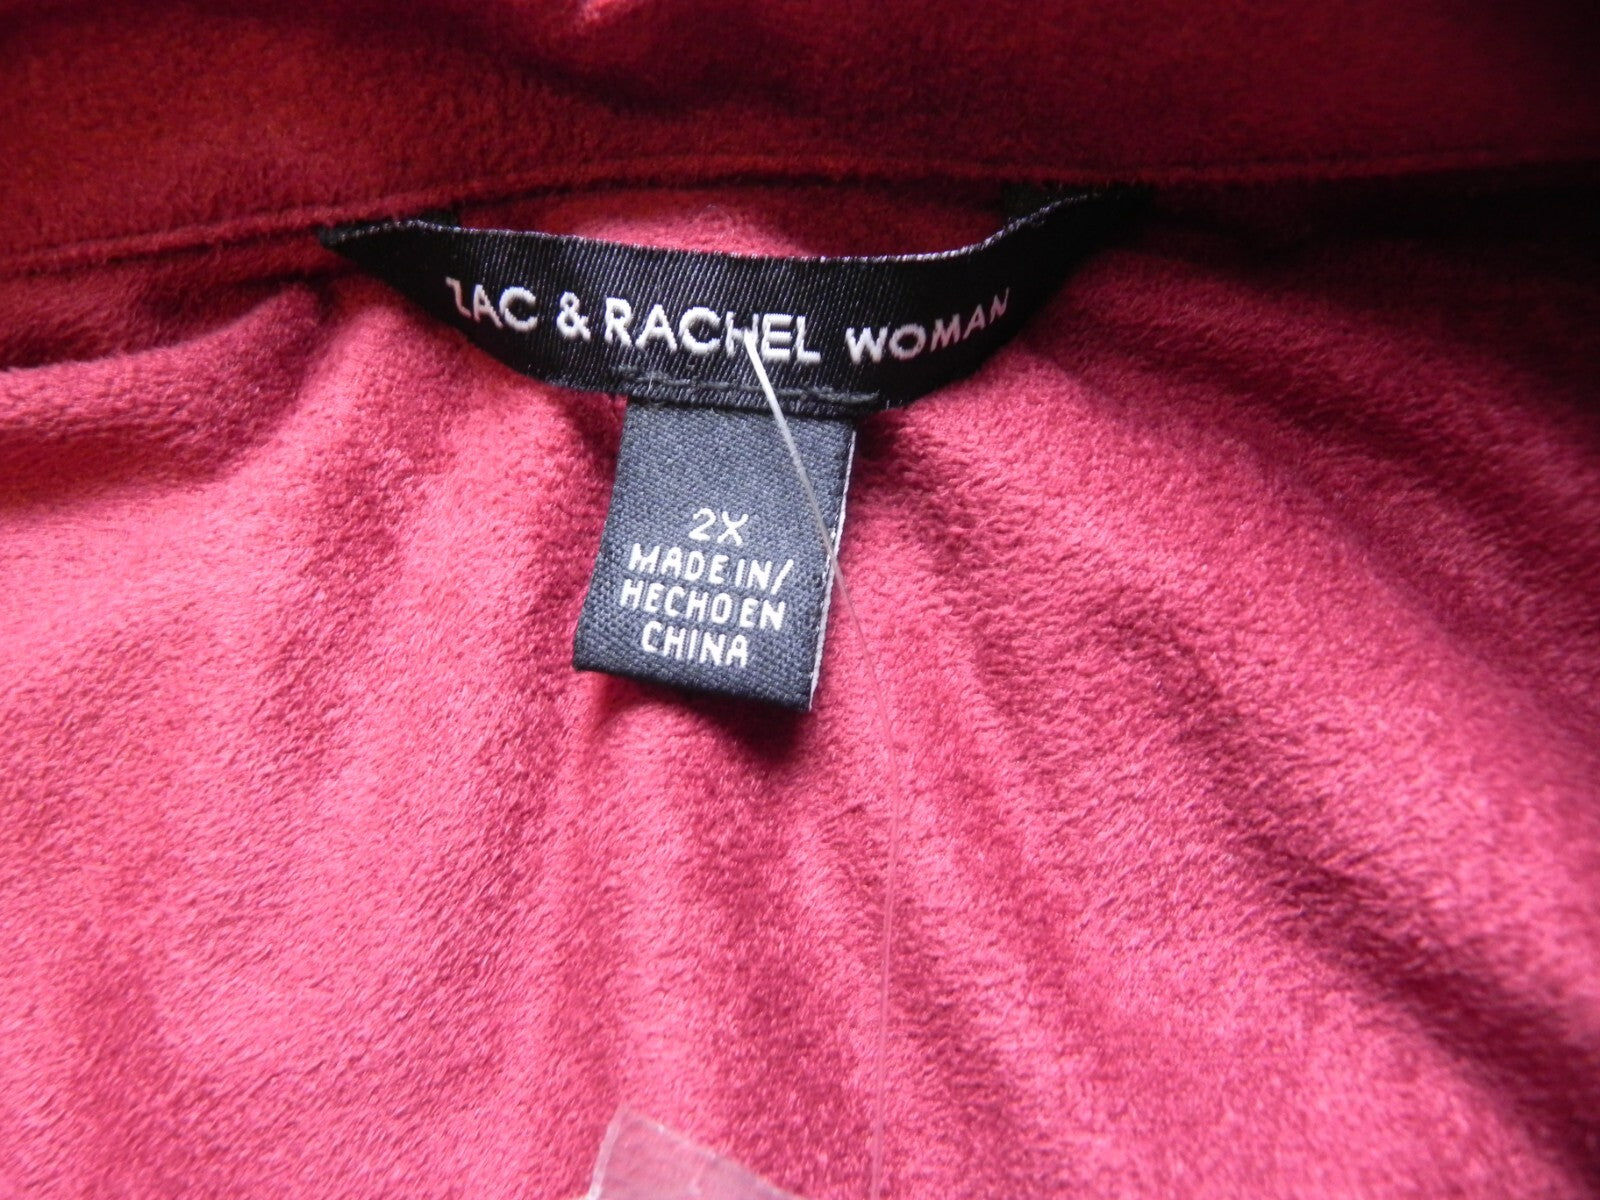 ZAC & RACHEL WOMAN
2X
MADE IN/
HECHO EN
CHINA